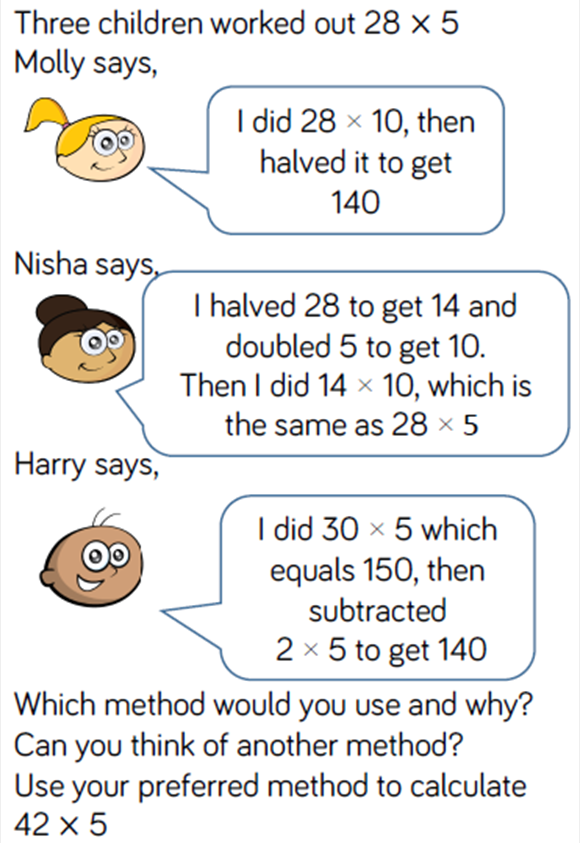 Three children worked out 28 × 5
Molly says,
I did 28 × 10, then
halved it to get
140
Nisha says,
I halved 28 to get 14 and
doubled 5 to get 10.
Then I did 14 × 10, which is
the same as 28 × 5
Harry says,
I did 30 × 5 which
equals 150, then
subtracted
2 × 5 to get 140
Which method would you use and why?
Can you think of another method?
Use your preferred method to calculate
42 × 5